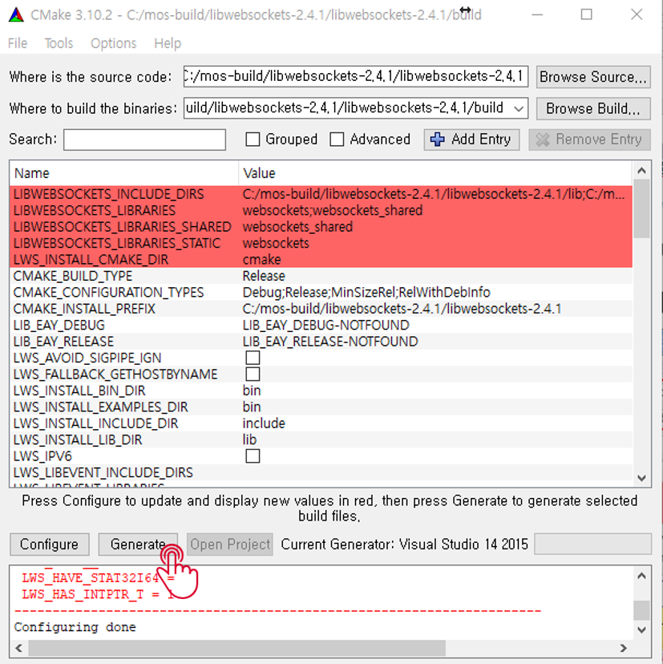 CMake 3.10.2 - C:/mos-build/libwebsockets-2.4.1/libwebsockets-2.4.1/build
File Tools Options Help
Where is the source code: C:/mos-build/libwebsockets-2.4.1/libwebsockets-2.4.1 Browse Source...
Where to build the binaries: uild/libwebsockets-2.4.1/libwebsockets-2.4.1/build Browse Build...
Search: Grouped Advanced Add Entry Remove Entry
Name Value
LIBWEBSOCKETS_INCLUDE_DIRS C:/mos-build/libwebsockets-2.4.1/libwebsockets-2.4.1/lib;C:/m...
LIBWEBSOCKETS_LIBRARIES websockets;websockets_shared
LIBWEBSOCKETS_LIBRARIES_SHARED websockets_shared
LIBWEBSOCKETS_LIBRARIES_STATIC websockets
LWS_INSTALL_CMAKE_DIR cmake
CMAKE_BUILD_TYPE Release
CMAKE_CONFIGURATION_TYPES Debug;Release;MinSizeRel;RelWithDebInfo
CMAKE_INSTALL_PREFIX C:/mos-build/libwebsockets-2.4.1/libwebsockets-2.4.1
LIB_EAY_DEBUG LIB_EAY_DEBUG-NOTFOUND
LIB_EAY_RELEASE LIB_EAY_RELEASE-NOTFOUND
LWS_AVOID_SIGPIPE_IGN
LWS_FALLBACK_GETHOSTBYNAME
LWS_INSTALL_BIN_DIR bin
LWS_INSTALL_EXAMPLES_DIR bin
LWS_INSTALL_INCLUDE_DIR include
LWS_INSTALL_LIB_DIR lib
LWS_IPV6
LWS_LIBEVENT_INCLUDE_DIRS
LWS_LIBEVENT_LIBRARIES
Press Configure to update and display new values in red, then press Generate to generate selected
build files.
Configure Generate Open Project Current Generator: Visual Studio 14 2015
LWS_HAVE_STAT32I64 =
LWS_HAS_INTPTR_T = 1
------------------------------------------------------------------
Configuring done